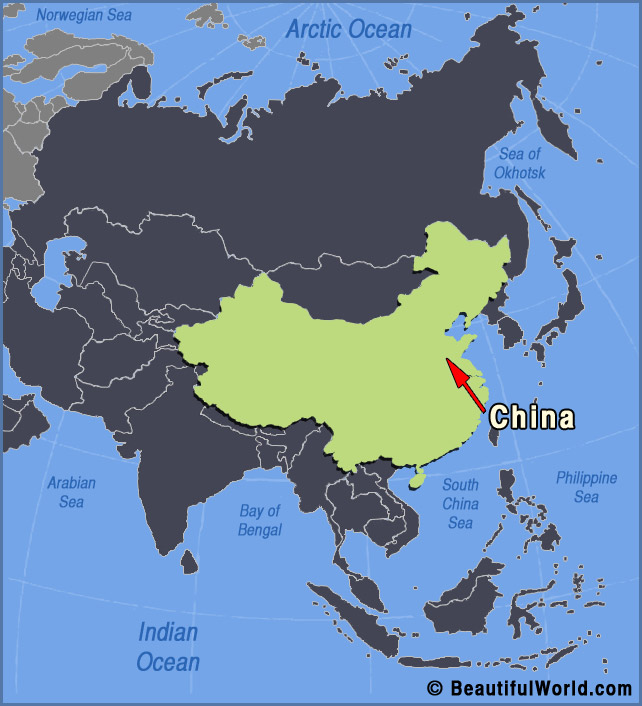 Norwegian Sea
Arctic Ocean
Sea of
Okhotsk
China
Arabian
Sea
Bay of
Bengal
South
China
Sea
Philippine
Sea
Indian
Ocean
© BeautifulWorld.com